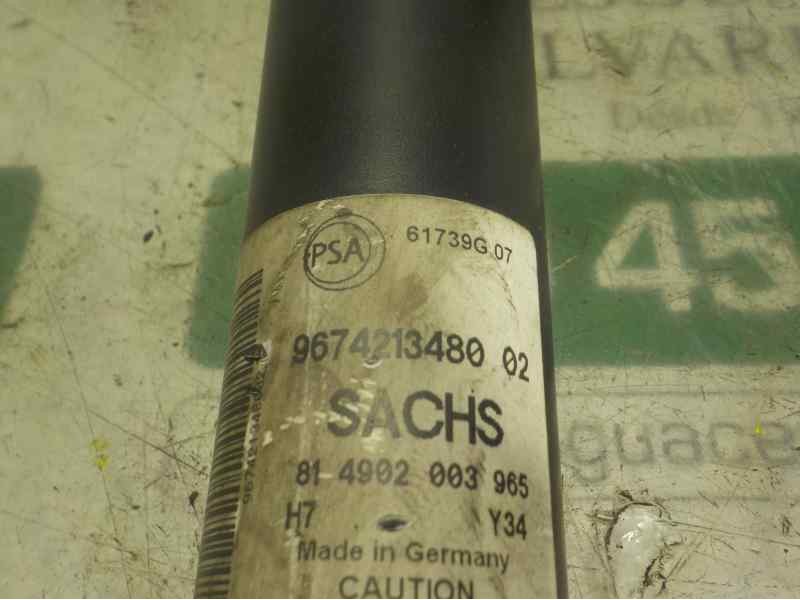 PSA
61739G.07
9674213480 02
SACHS
81 4902 003 965
H7 Y34
Made in Germany
CAUTION
45